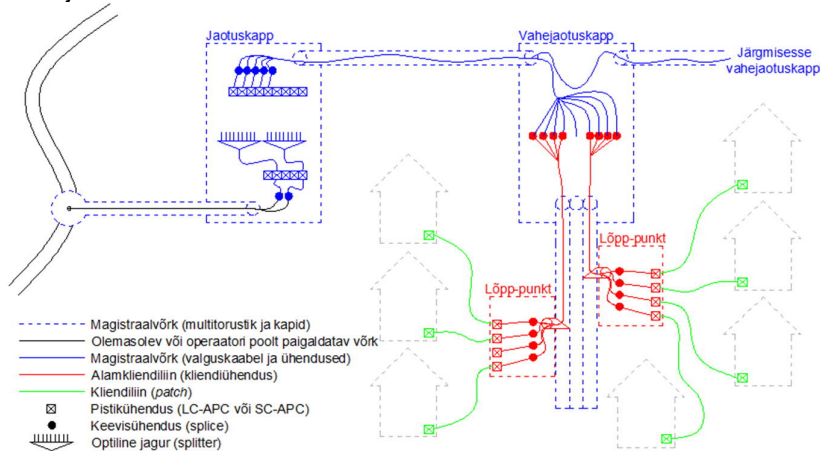 Jaotuskapp
Vahejaotuskapp
Järgmisesse
vahejaotuskapp
Lõpp-punkt
Lõpp-punkt
Magistraalvõrk (multitorustik ja kapid)
Olemasolev või operaatori poolt paigaldatav võrk
Magistraalvõrk (valguskaabel ja ühendused)
Alamkliendiliin (kliendiühendus)
Kliendiliin (patch)
Pistikühendus (LC-APC või SC-APC)
Keevisühendus (splice)
Optiline jagur (splitter)